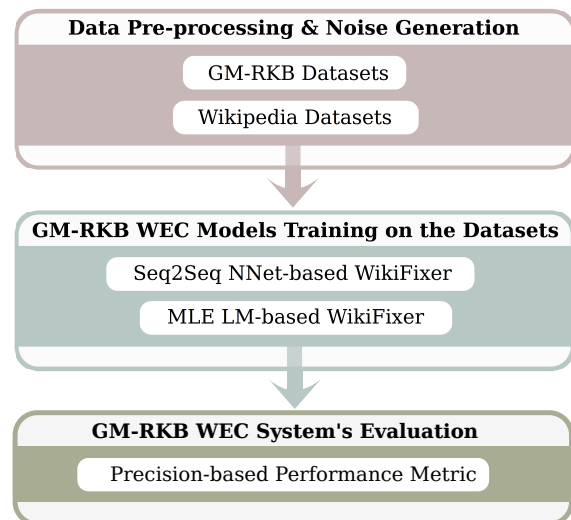 Data Pre-processing & Noise Generation
GM-RKB Datasets
Wikipedia Datasets
GM-RKB WEC Models Training on the Datasets
Seq2Seq NNet-based WikiFixer
MLE LM-based WikiFixer
GM-RKB WEC System's Evaluation
Precision-based Performance Metric